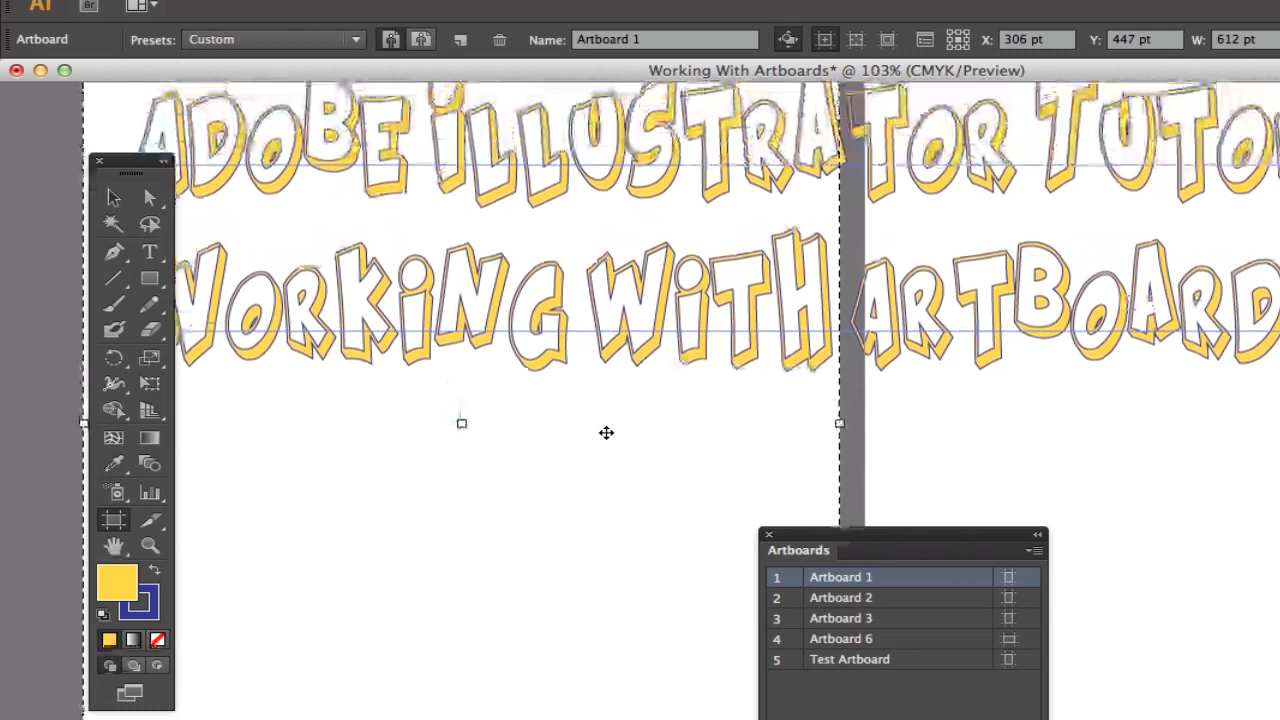 Ai Br
Artboard Presets: Custom Name: Artboard 1 X: 306 pt Y: 447 pt W: 612 pt
Working With Artboards* @ 103% (CMYK/Preview)
ADOBE ILLUSTRATOR TUTO
WORKING WITH ARTBOARD
T
Artboards
1 Artboard 1
2 Artboard 2
3 Artboard 3
4 Artboard 6
5 Test Artboard